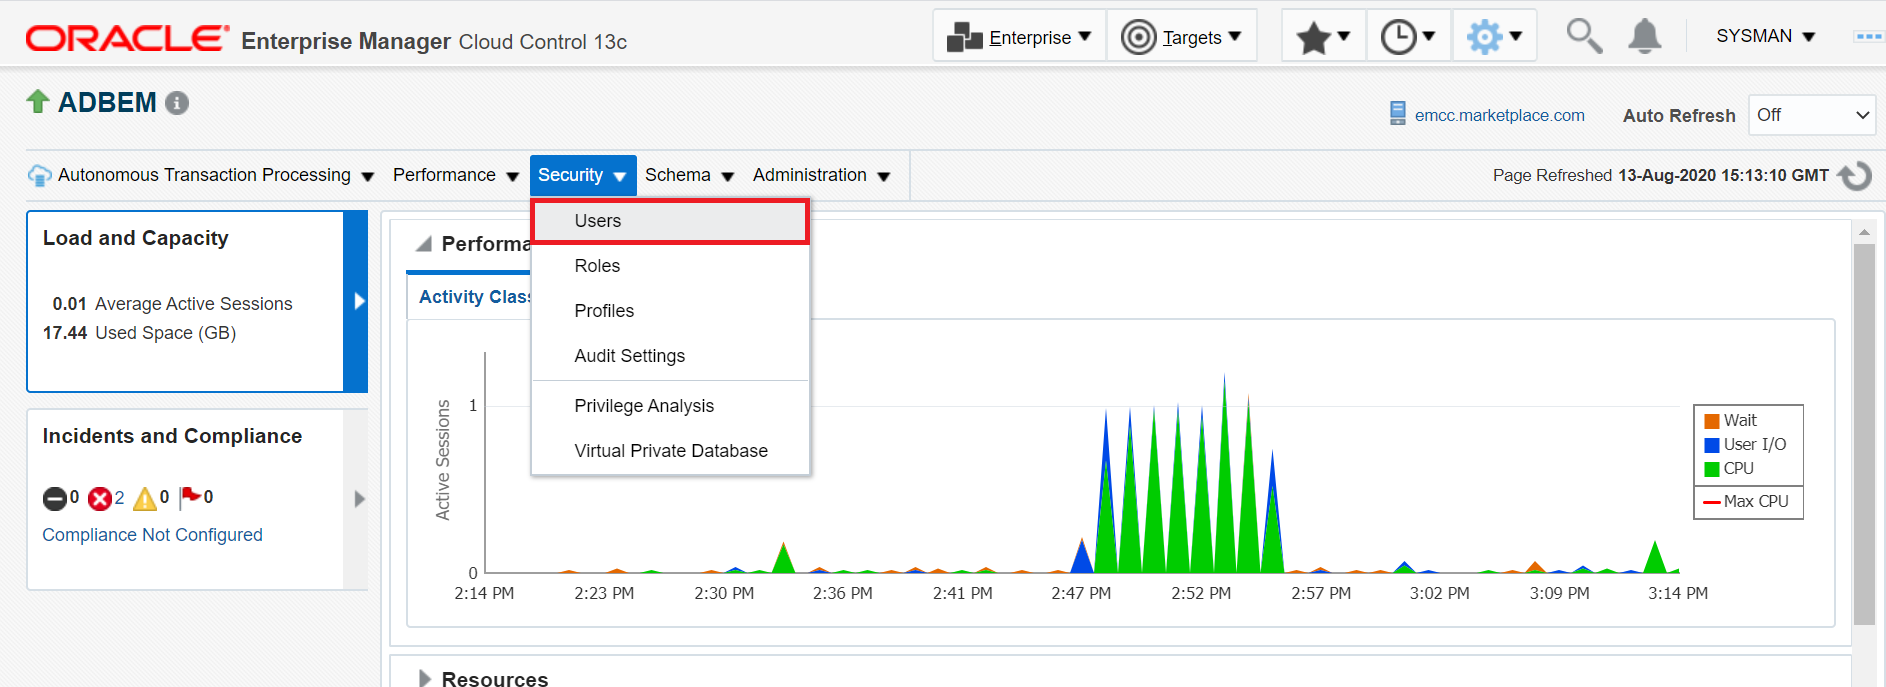 ORACLE® Enterprise Manager Cloud Control 13c
Enterprise Targets SYSMAN
ADBEM
emcc.marketplace.com Auto Refresh Off
Autonomous Transaction Processing Performance Security Schema Administration
Page Refreshed 13-Aug-2020 15:13:10 GMT
Users
Roles
Profiles
Audit Settings
Privilege Analysis
Virtual Private Database
Load and Capacity
0.01 Average Active Sessions
17.44 Used Space (GB)
Incidents and Compliance
0 2 0 0
Compliance Not Configured
Performa
Activity Clas
Active Sessions
1
0
2:14 PM 2:23 PM 2:30 PM 2:36 PM 2:41 PM 2:47 PM 2:52 PM 2:57 PM 3:02 PM 3:09 PM 3:14 PM
Wait
User I/O
CPU
Max CPU
Resources